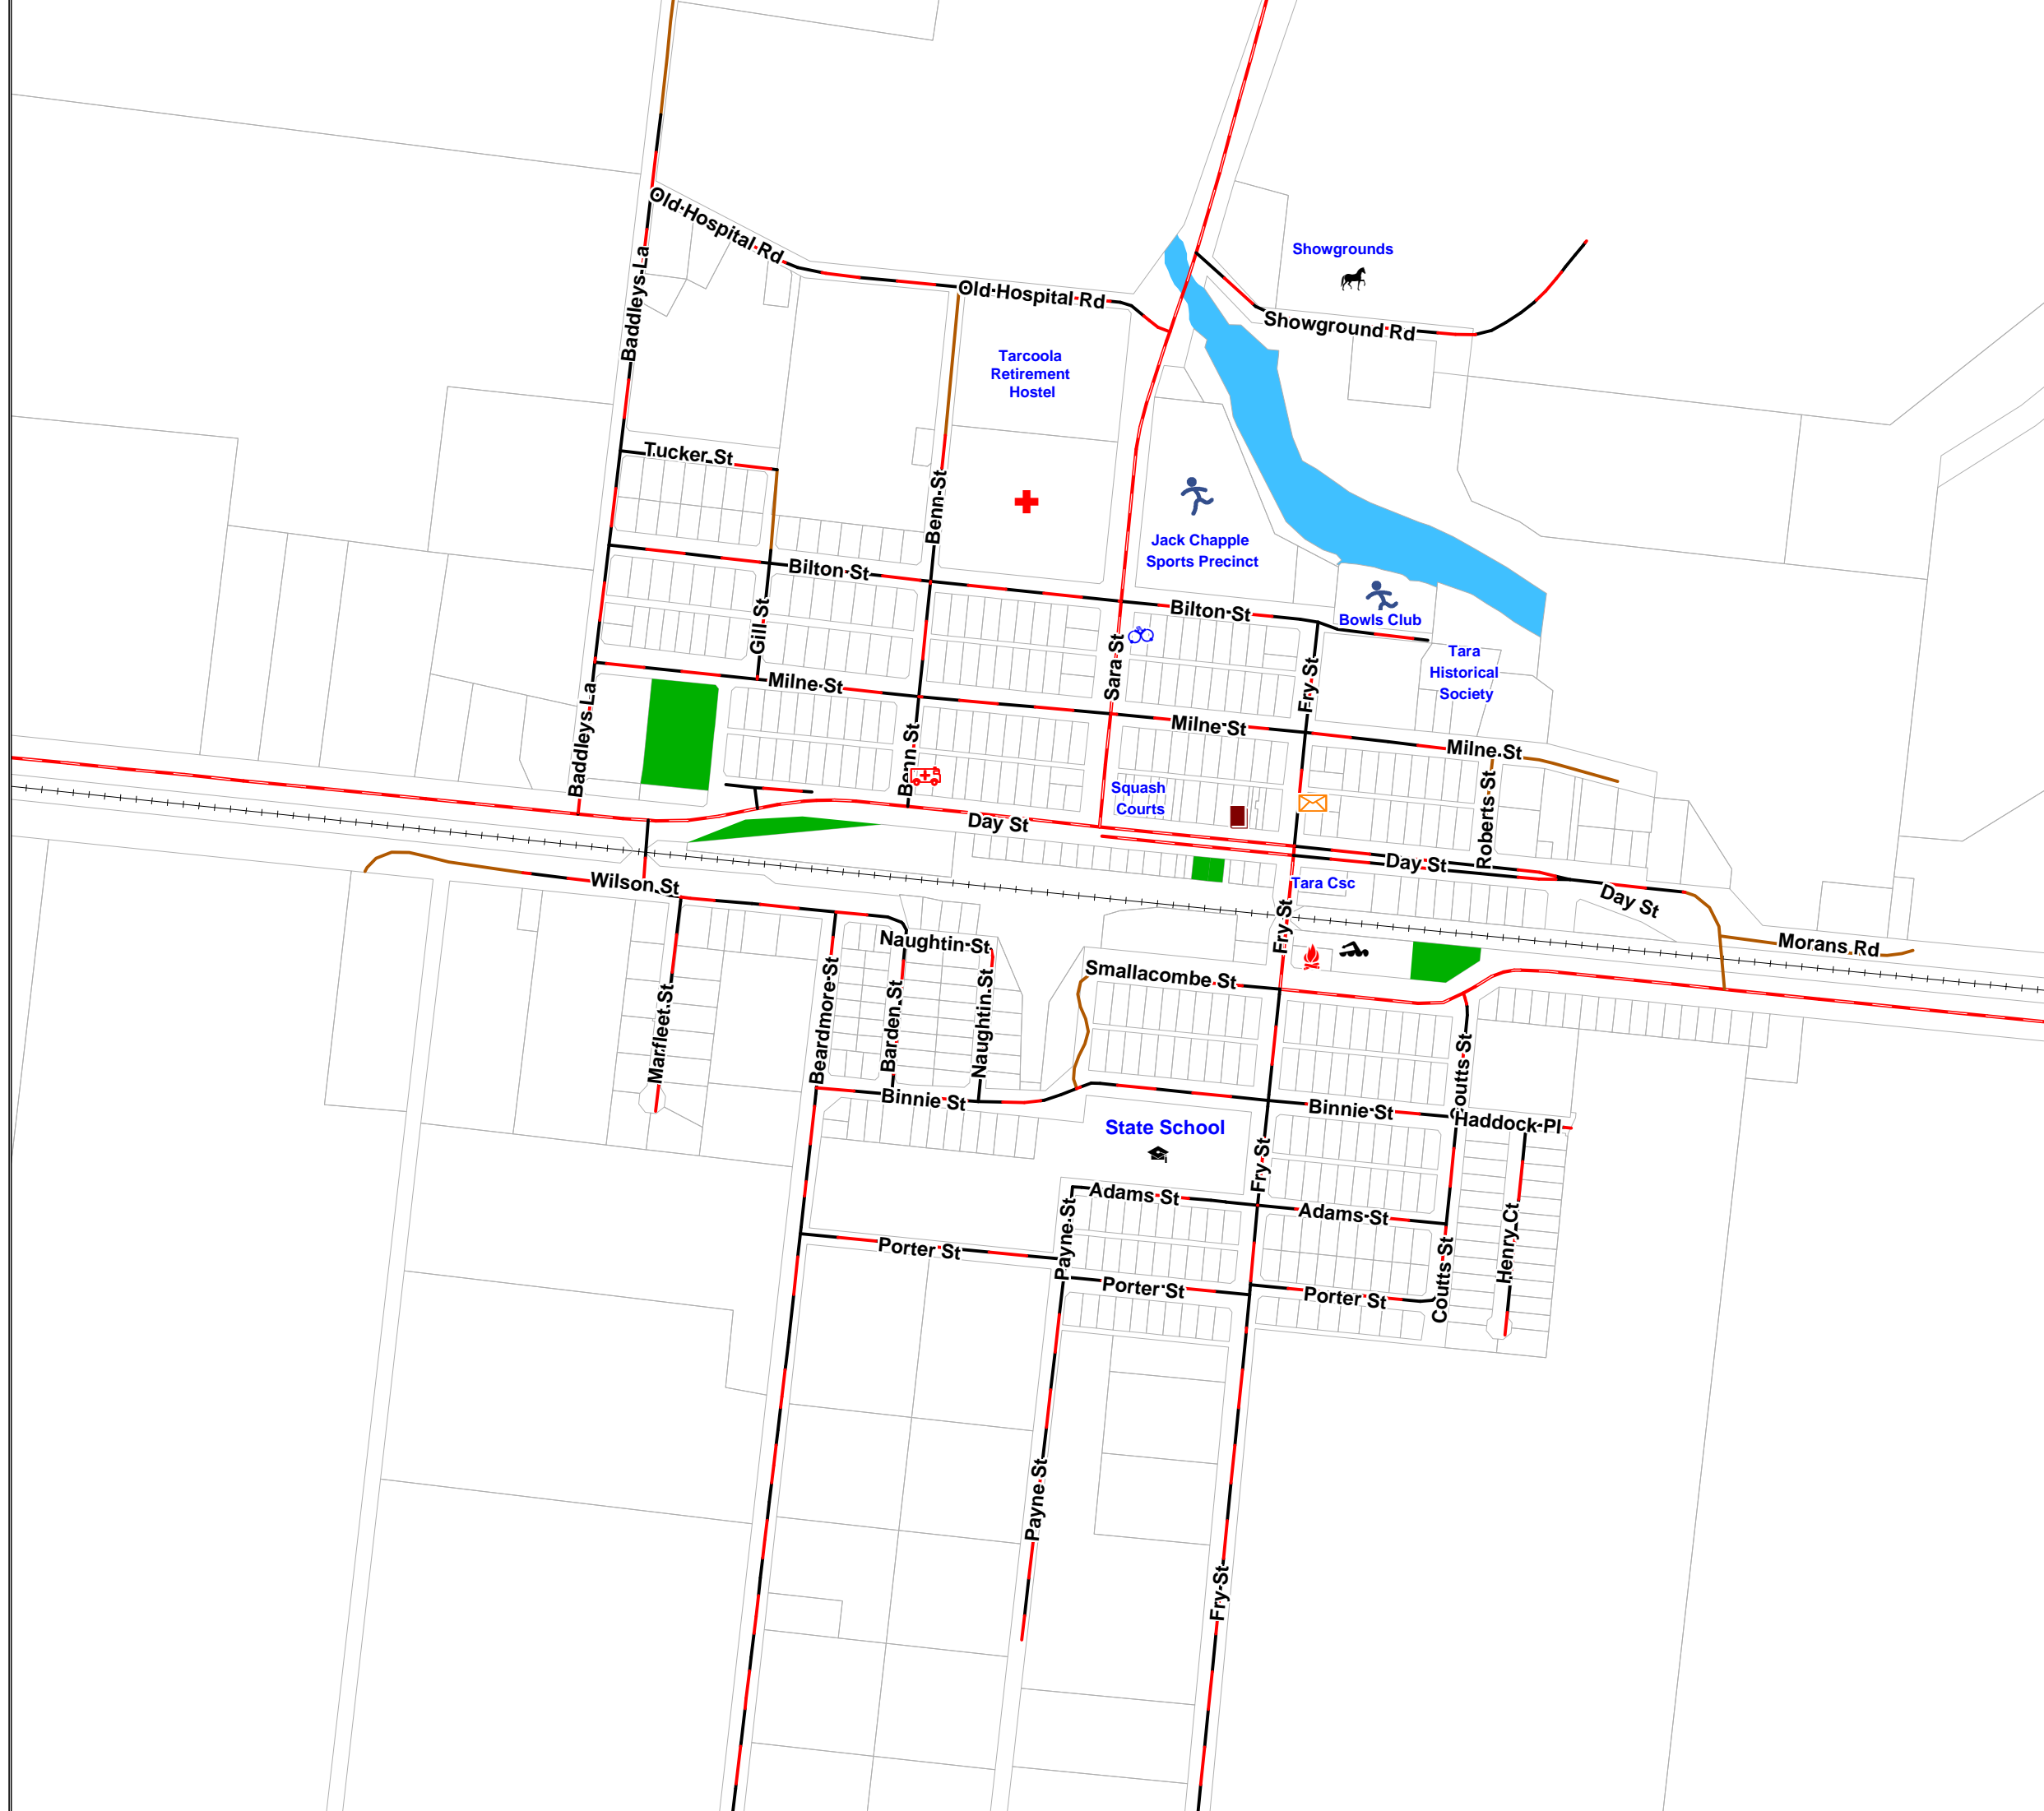 Old Hospital Rd
Showgrounds
Baddleys La
Old Hospital Rd
Showground Rd
Tarcoola
Retirement
Hostel
Tucker St
Benn St
Jack Chapple
Sports Precinct
Bilton St
Bilton St
Gill St
Sara St
Bowls Club
Tara
Historical
Society
Fry St
Milne St
Milne St
Milne St
Baddleys La
Benn St
Squash
Courts
Roberts St
Day St
Day St
Day St
Tara Csc
Wilson St
Fry St
Naughtin St
Morans Rd
Smallacombe St
Marfleet St
Beardmore St
Barden St
Naughtin St
Coutts St
Binnie St
Binnie St
Haddock Pl
State School
Fry St
Adams St
Adams St
Payne St
Henry Ct
Porter St
Coutts St
Porter St
Porter St
Payne St
Fry St